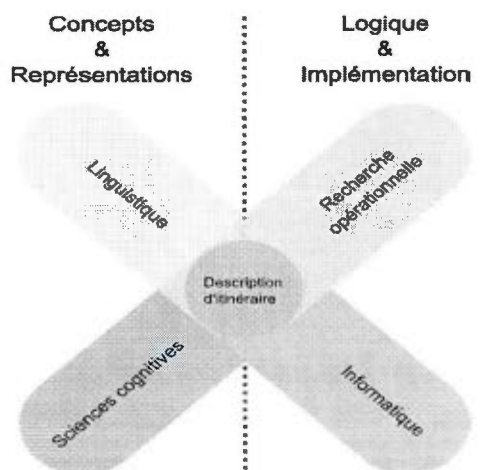 Concepts
&
Représentations
Logique
&
Implémentation
Linguistique
Recherche
opérationnelle
Description
d'itinéraire
Sciences cognitives
Informatique